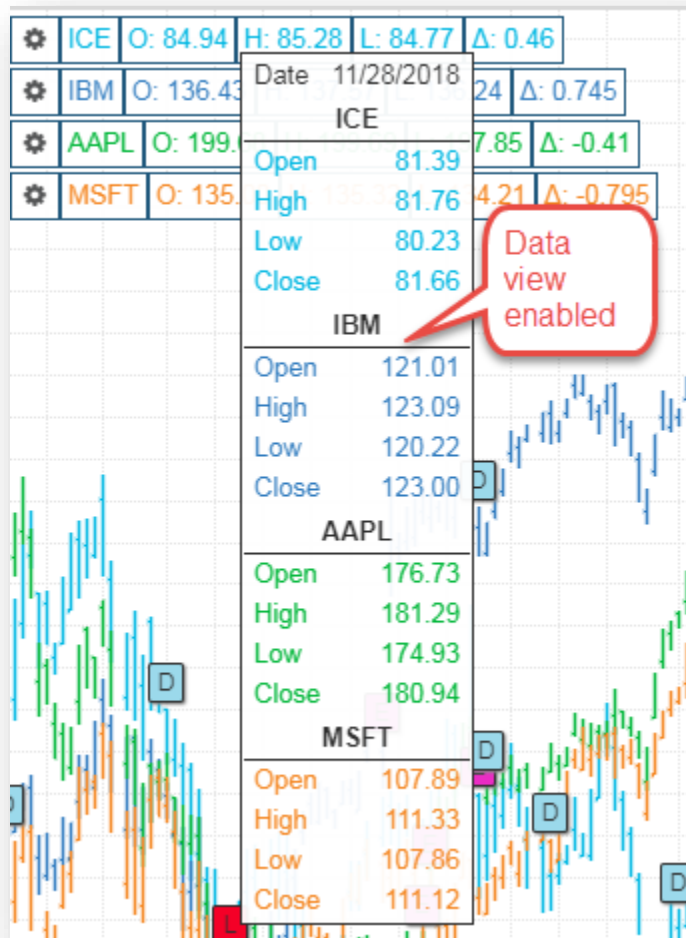 ICE O: 84.94 H: 85.28 L: 84.77 Δ: 0.46
IBM O: 136.43 Δ: 0.745
AAPL Δ: -0.41
MSFT Δ: -0.795
Date 11/28/2018
ICE
Open 81.39
High 81.76
Low 80.23
Close 81.66
IBM
Open 121.01
High 123.09
Low 120.22
Close 123.00
AAPL
Open 176.73
High 181.29
Low 174.93
Close 180.94
MSFT
Open 107.89
High 111.33
Low 107.86
Close 111.12
Data
view
enabled
D
D
D
D
D
D
L